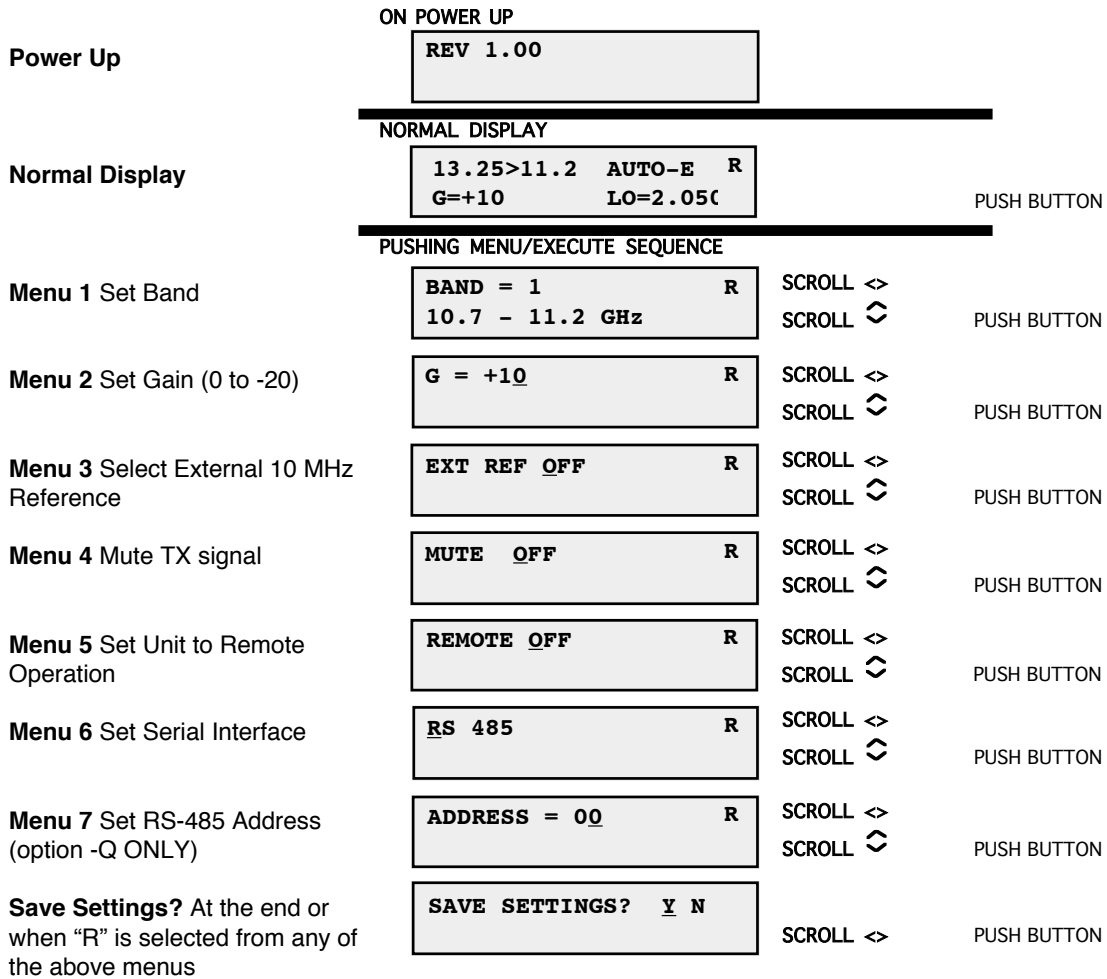 ON POWER UP
Power Up
REV 1.00
NORMAL DISPLAY
Normal Display
13.25>11.2 AUTO-E R
G=+10 LO=2.050
PUSH BUTTON
PUSHING MENU/EXECUTE SEQUENCE
Menu 1 Set Band
BAND = 1 R
10.7 - 11.2 GHz
SCROLL <>
SCROLL
PUSH BUTTON
Menu 2 Set Gain (0 to -20)
G = +10 R
SCROLL <>
SCROLL
PUSH BUTTON
Menu 3 Select External 10 MHz
Reference
EXT REF OFF R
SCROLL <>
SCROLL
PUSH BUTTON
Menu 4 Mute TX signal
MUTE OFF R
SCROLL <>
SCROLL
PUSH BUTTON
Menu 5 Set Unit to Remote
Operation
REMOTE OFF R
SCROLL <>
SCROLL
PUSH BUTTON
Menu 6 Set Serial Interface
RS 485 R
SCROLL <>
SCROLL
PUSH BUTTON
Menu 7 Set RS-485 Address
(option -Q ONLY)
ADDRESS = 00 R
SCROLL <>
SCROLL
PUSH BUTTON
Save Settings? At the end or
when “R” is selected from any of
the above menus
SAVE SETTINGS? Y N
SCROLL <>
PUSH BUTTON